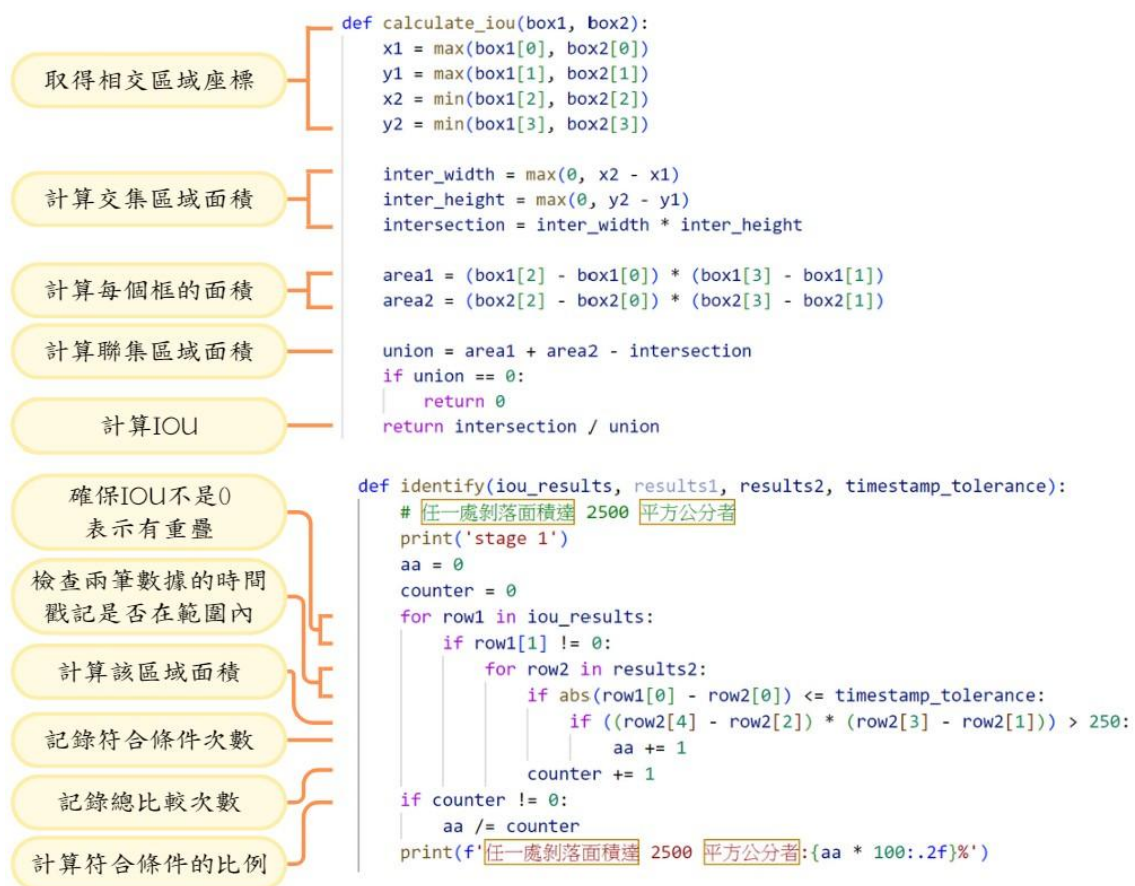 取得相交區域座標
計算交集區域面積
計算每個框的面積
計算聯集區域面積
計算IOU
def calculate_iou(box1, box2):
    x1 = max(box1[0], box2[0])
    y1 = max(box1[1], box2[1])
    x2 = min(box1[2], box2[2])
    y2 = min(box1[3], box2[3])
    inter_width = max(0, x2 - x1)
    inter_height = max(0, y2 - y1)
    intersection = inter_width * inter_height
    area1 = (box1[2] - box1[0]) * (box1[3] - box1[1])
    area2 = (box2[2] - box2[0]) * (box2[3] - box2[1])
    union = area1 + area2 - intersection
    if union == 0:
        return 0
    return intersection / union
確保IOU不是0
表示有重疊
檢查兩筆數據的時間
戳記是否在範圍內
計算該區域面積
記錄符合條件次數
記錄總比較次數
計算符合條件的比例
def identify(iou_results, results1, results2, timestamp_tolerance):
    # 任一處剝落面積達 2500 平方公分者
    print('stage 1')
    aa = 0
    counter = 0
    for row1 in iou_results:
        if row1[1] != 0:
            for row2 in results2:
                if abs(row1[0] - row2[0]) <= timestamp_tolerance:
                    if ((row2[4] - row2[2]) * (row2[3] - row2[1])) > 250:
                        aa += 1
                counter += 1
    if counter != 0:
        aa /= counter
    print(f'任一處剝落面積達 2500 平方公分者:{aa * 100:.2f}%')